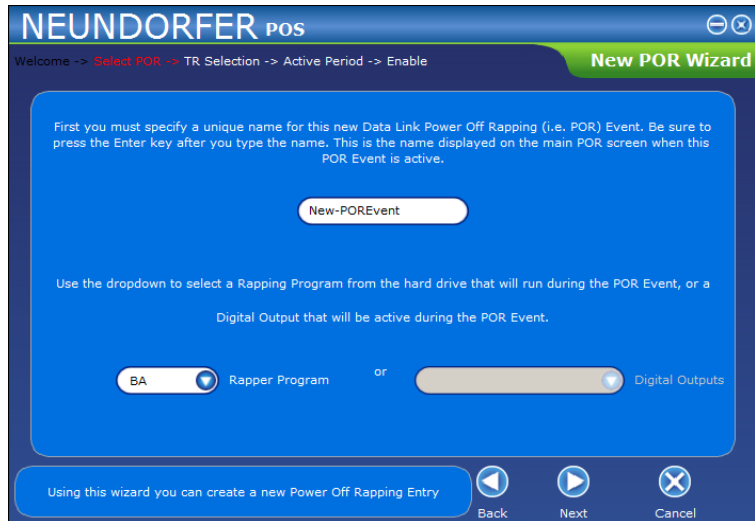 NEUNDORFER POS
Welcome -> Select POR -> TR Selection -> Active Period -> Enable
New POR Wizard
First you must specify a unique name for this new Data Link Power Off Rapping (i.e. POR) Event. Be sure to
press the Enter key after you type the name. This is the name displayed on the main POR screen when this
POR Event is active.
New-POREvent
Use the dropdown to select a Rapping Program from the hard drive that will run during the POR Event, or a
Digital Output that will be active during the POR Event.
BA Rapper Program or Digital Outputs
Using this wizard you can create a new Power Off Rapping Entry
Back Next Cancel